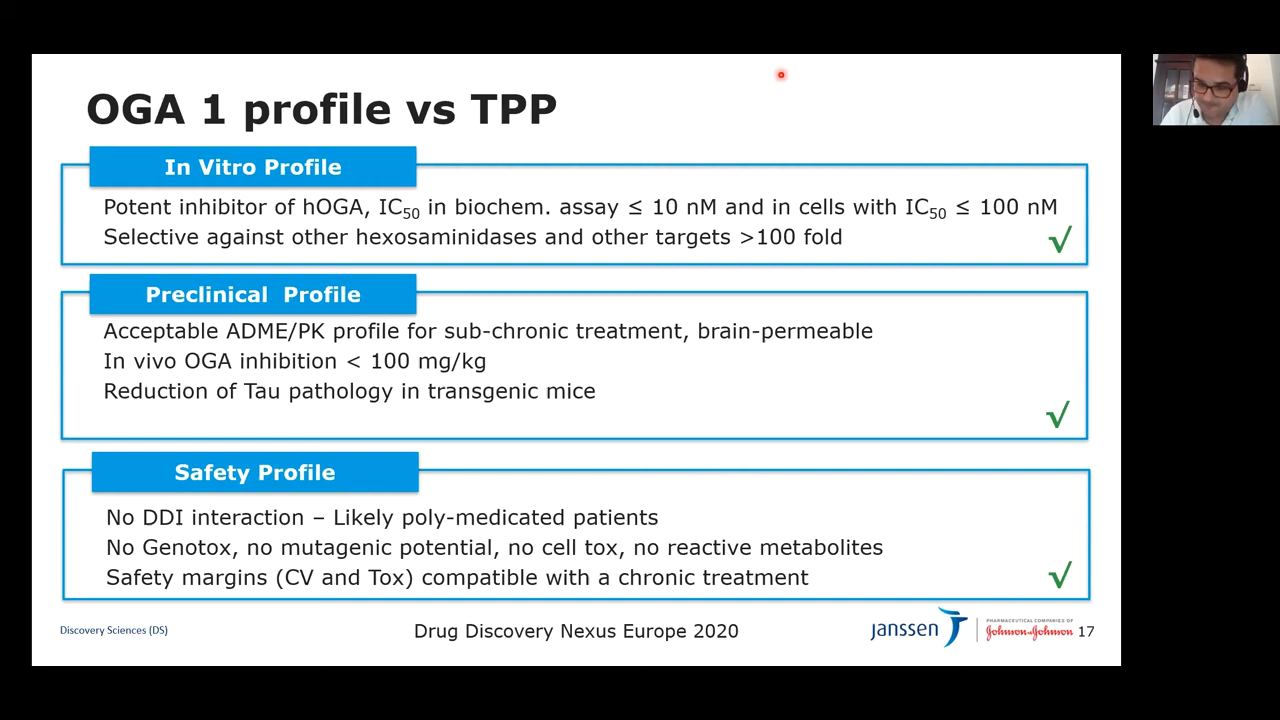 OGA 1 profile vs TPP
In Vitro Profile
Potent inhibitor of hOGA, IC50 in biochem. assay ≤ 10 nM and in cells with IC50 ≤ 100 nM
Selective against other hexosaminidases and other targets >100 fold
√
Preclinical Profile
Acceptable ADME/PK profile for sub-chronic treatment, brain-permeable
In vivo OGA inhibition < 100 mg/kg
Reduction of Tau pathology in transgenic mice
√
Safety Profile
No DDI interaction – Likely poly-medicated patients
No Genotox, no mutagenic potential, no cell tox, no reactive metabolites
Safety margins (CV and Tox) compatible with a chronic treatment
√
Discovery Sciences (DS)
Drug Discovery Nexus Europe 2020
janssen
PHARMACEUTICAL COMPANIES OF
Johnson&Johnson
17